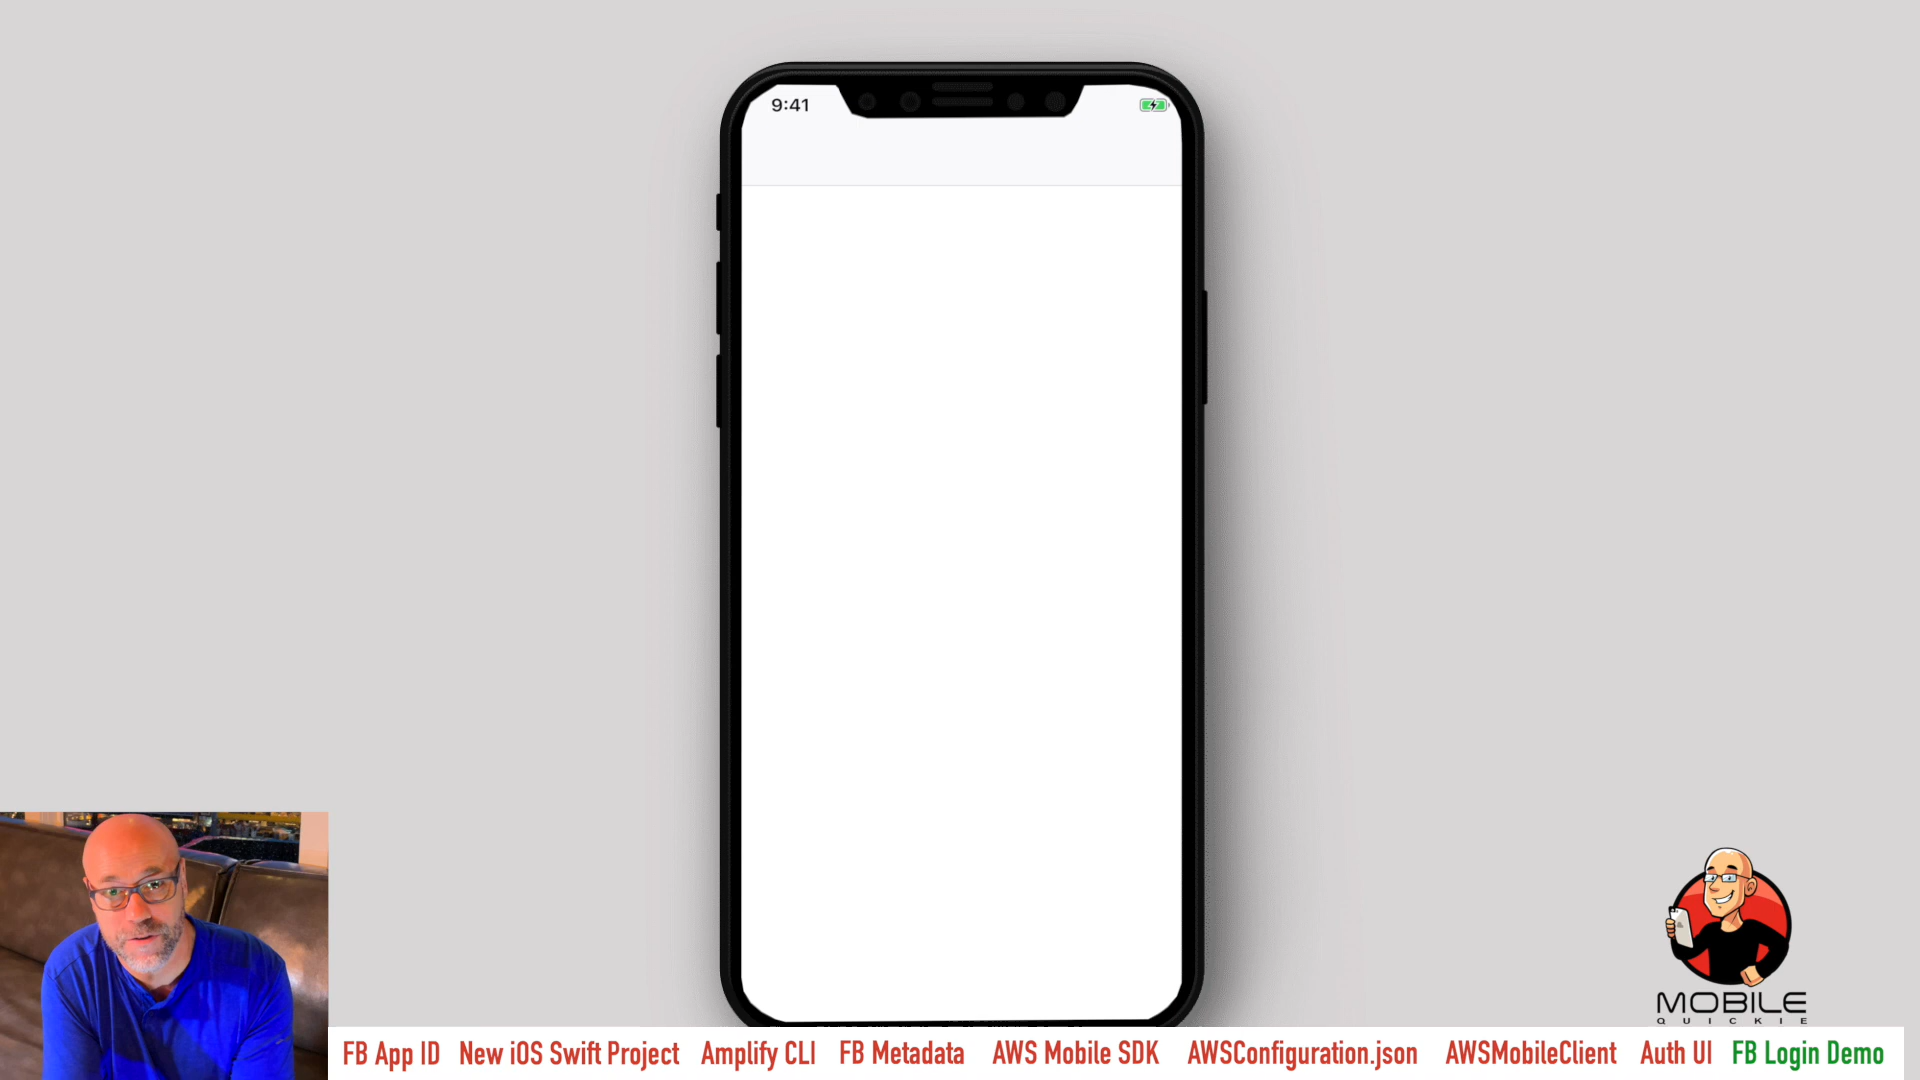 9:41
MOBILE
QUICKIE
FB App ID New iOS Swift Project Amplify CLI FB Metadata AWS Mobile SDK AWSConfiguration.json AWSMobileClient Auth UI FB Login Demo